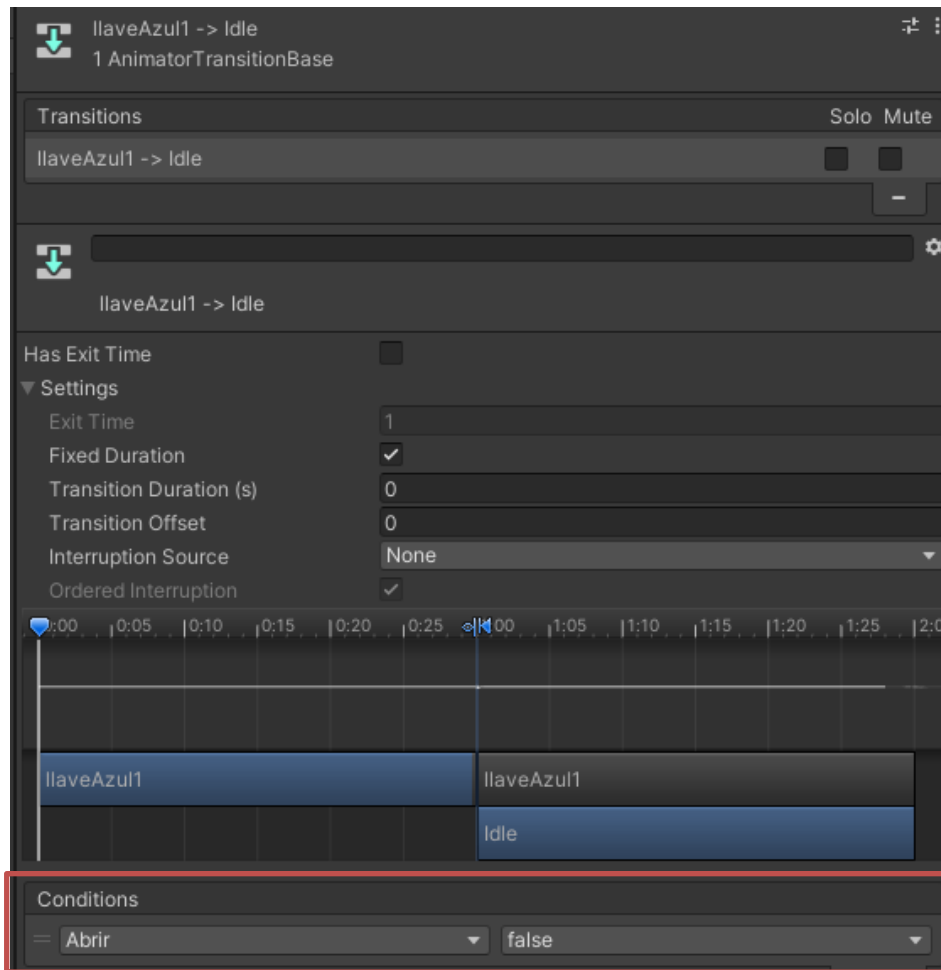 llaveAzul1 -> Idle
1 AnimatorTransitionBase
Transitions Solo Mute
llaveAzul1 -> Idle
llaveAzul1 -> Idle
Has Exit Time
Settings
Exit Time 1
Fixed Duration
Transition Duration (s) 0
Transition Offset 0
Interruption Source None
Ordered Interruption
0:00 0:05 0:10 0:15 0:20 0:25 1:05 1:10 1:15 1:20 1:25
llaveAzul1 llaveAzul1
Idle
Conditions
Abrir false